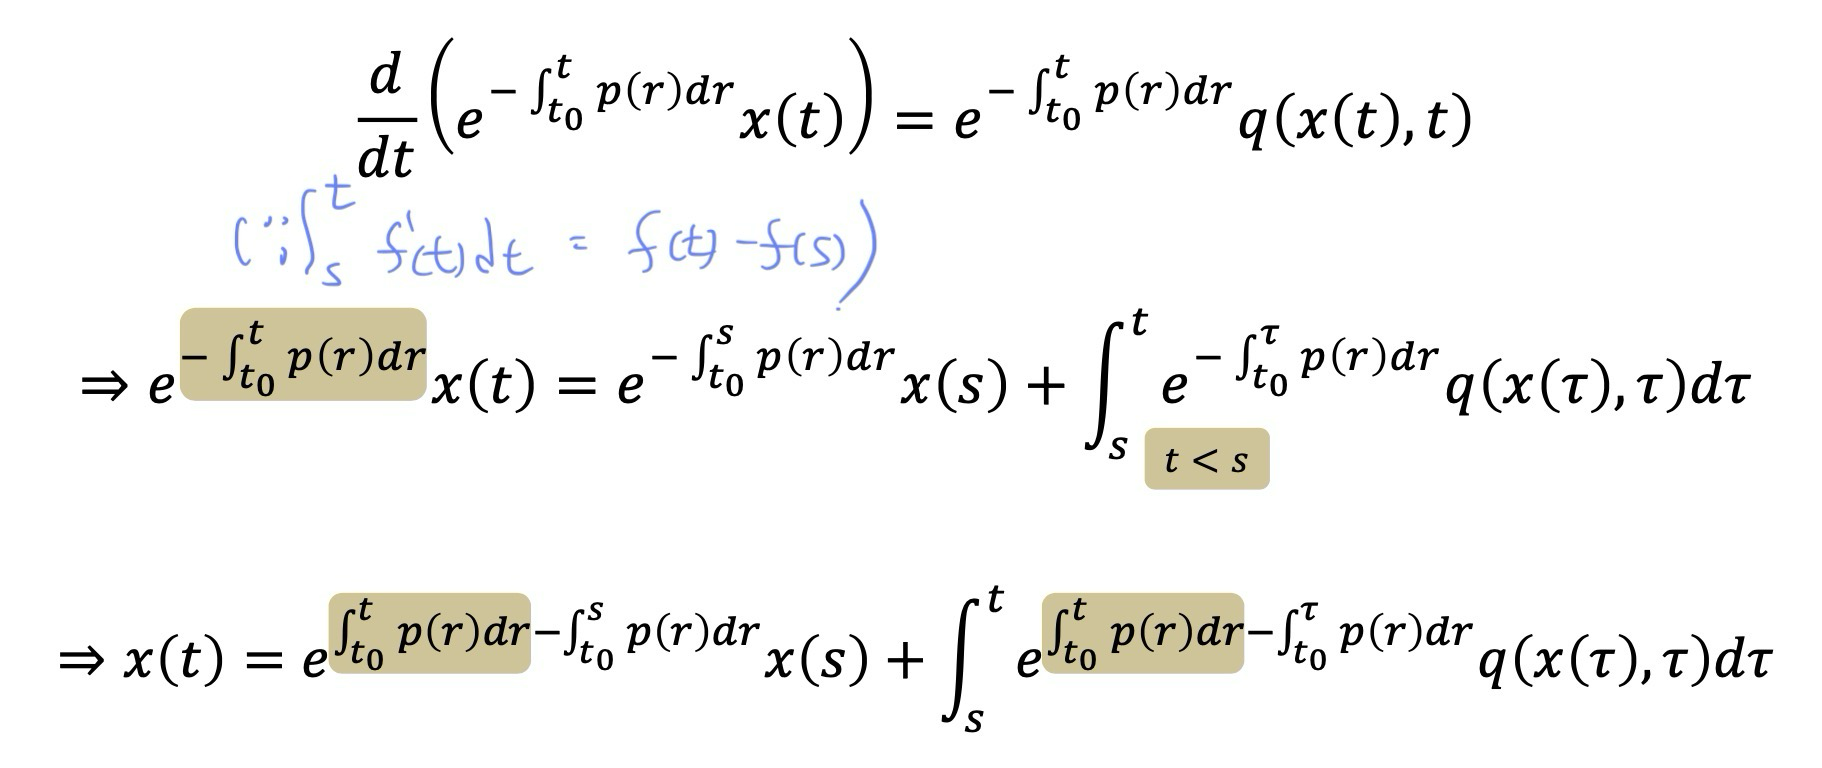 d/dt (e^{-∫_{t_0}^{t} p(r)dr} x(t)) = e^{-∫_{t_0}^{t} p(r)dr} q(x(t), t)
(∵ ∫_s^t f'(t)dt = f(t) - f(s))
⇒ e^{-∫_{t_0}^{t} p(r)dr} x(t) = e^{-∫_{t_0}^{s} p(r)dr} x(s) + ∫_s^t e^{-∫_{t_0}^{τ} p(r)dr} q(x(τ), τ)dτ
t < s
⇒ x(t) = e^{∫_{t_0}^{t} p(r)dr - ∫_{t_0}^{s} p(r)dr} x(s) + ∫_s^t e^{∫_{t_0}^{t} p(r)dr - ∫_{t_0}^{τ} p(r)dr} q(x(τ), τ)dτ